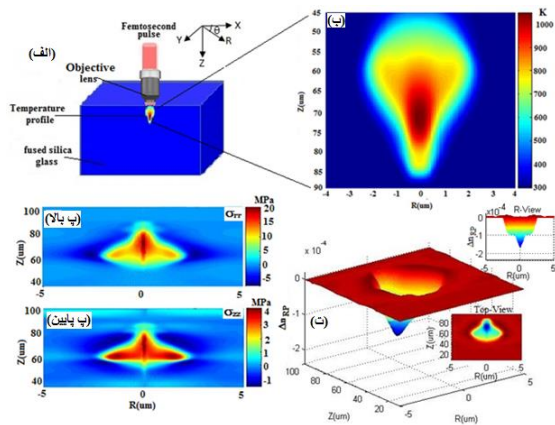 (الف)
Femtosecond
pulse
X
Y
θ
R
Z
Objective
lens
Temperature
profile
fused silica
glass
(ب)
45
50
55
60
65
70
75
80
85
90
Z(um)
-4 -3 -2 -1 0 1 2 3 4
R(um)
K
1000
900
800
700
600
500
400
300
(پ بالا)
σrr
MPa
20
15
10
5
0
-5
100
80
60
40
Z(um)
-5 0 5
(پ پایین)
σzz
MPa
4
3
2
1
0
-1
100
80
60
40
Z(um)
-5 0 5
R(um)
(ت)
×10⁻⁴
0
-1
-2
ΔnRP
100 80 60 40 20
Z(um)
-5 0 5
R(um)
×10⁻⁴
R-View
0
-1
-2
ΔnRP
-5 0 5
R(um)
Top-View
80
60
40
20
Z(um)
-5 0 5
R(um)